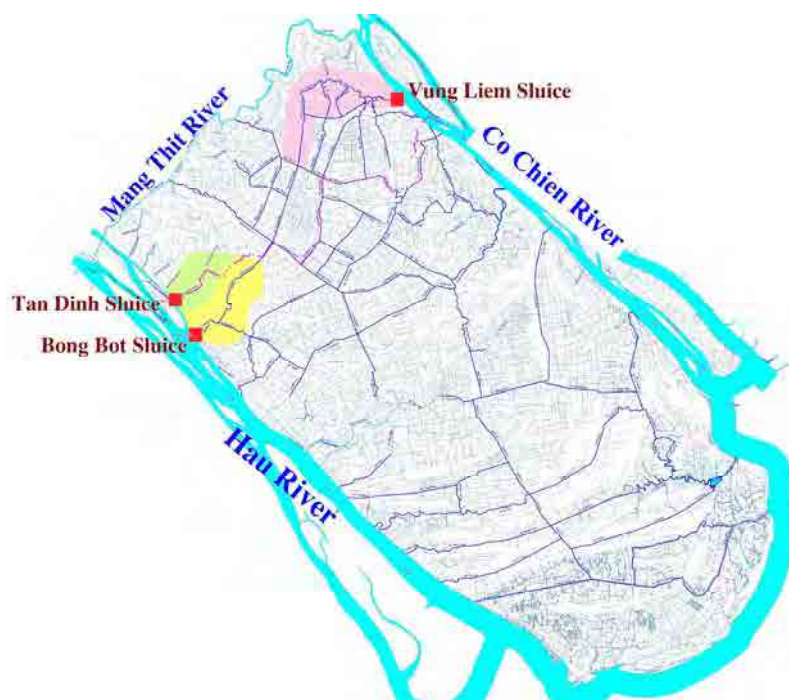 Vung Liem Sluice
Mang Thit River
Co Chien River
Tan Dinh Sluice
Bong Bot Sluice
Hau River